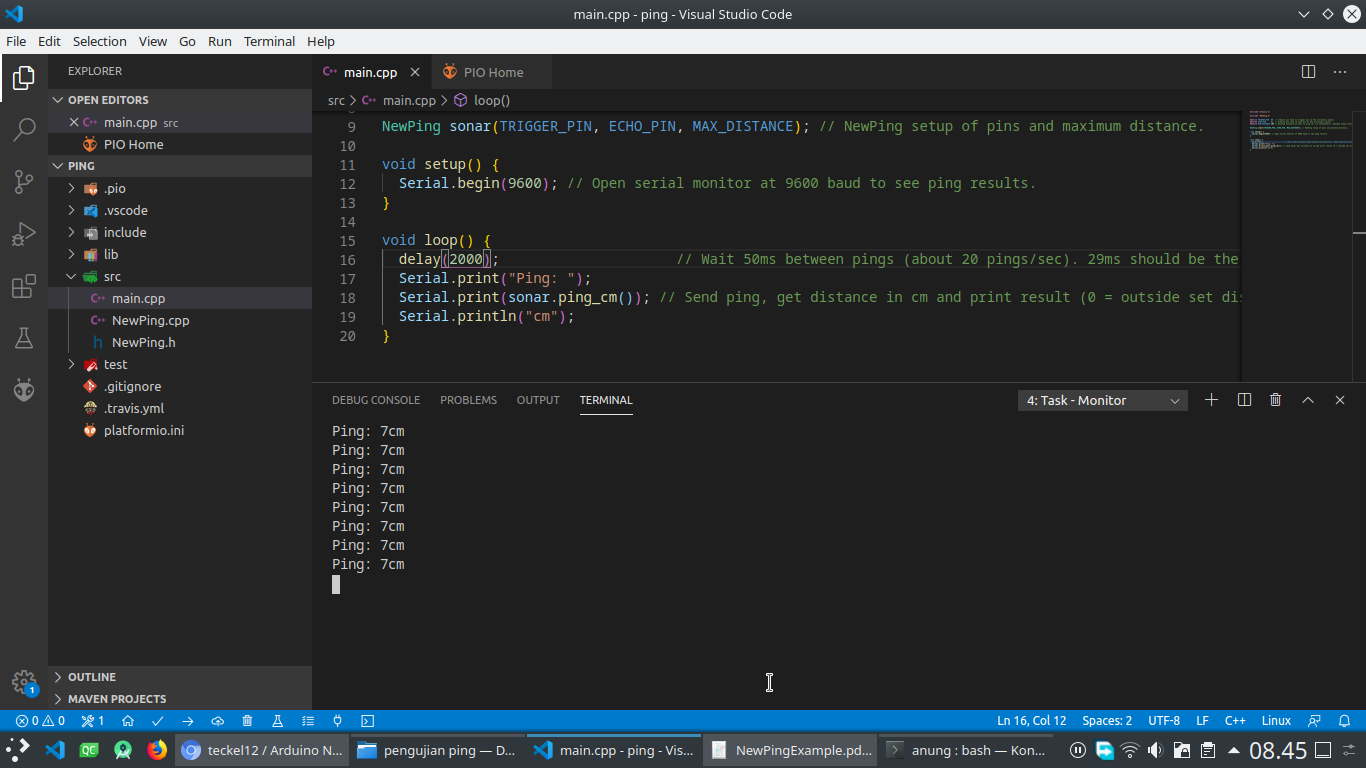 main.cpp - ping - Visual Studio Code
File Edit Selection View Go Run Terminal Help
EXPLORER
OPEN EDITORS
main.cpp src
PIO Home
PING
.pio
.vscode
include
lib
src
main.cpp
NewPing.cpp
NewPing.h
test
.gitignore
.travis.yml
platformio.ini
OUTLINE
MAVEN PROJECTS
main.cpp PIO Home
src > main.cpp > loop()
9 NewPing sonar(TRIGGER_PIN, ECHO_PIN, MAX_DISTANCE); // NewPing setup of pins and maximum distance.
10
11 void setup() {
12 Serial.begin(9600); // Open serial monitor at 9600 baud to see ping results.
13 }
14
15 void loop() {
16 delay(2000); // Wait 50ms between pings (about 20 pings/sec). 29ms should be the
17 Serial.print("Ping: ");
18 Serial.print(sonar.ping_cm()); // Send ping, get distance in cm and print result (0 = outside set di
19 Serial.println("cm");
20 }
DEBUG CONSOLE PROBLEMS OUTPUT TERMINAL 4: Task - Monitor
Ping: 7cm
Ping: 7cm
Ping: 7cm
Ping: 7cm
Ping: 7cm
Ping: 7cm
Ping: 7cm
Ping: 7cm
1
0 0 1 Ln 16, Col 12 Spaces: 2 UTF-8 LF C++ Linux
QC teckel12 / Arduino N... pengujian ping — D... main.cpp - ping - Vis... NewPingExample.pd... anung : bash — Kon... 08.45